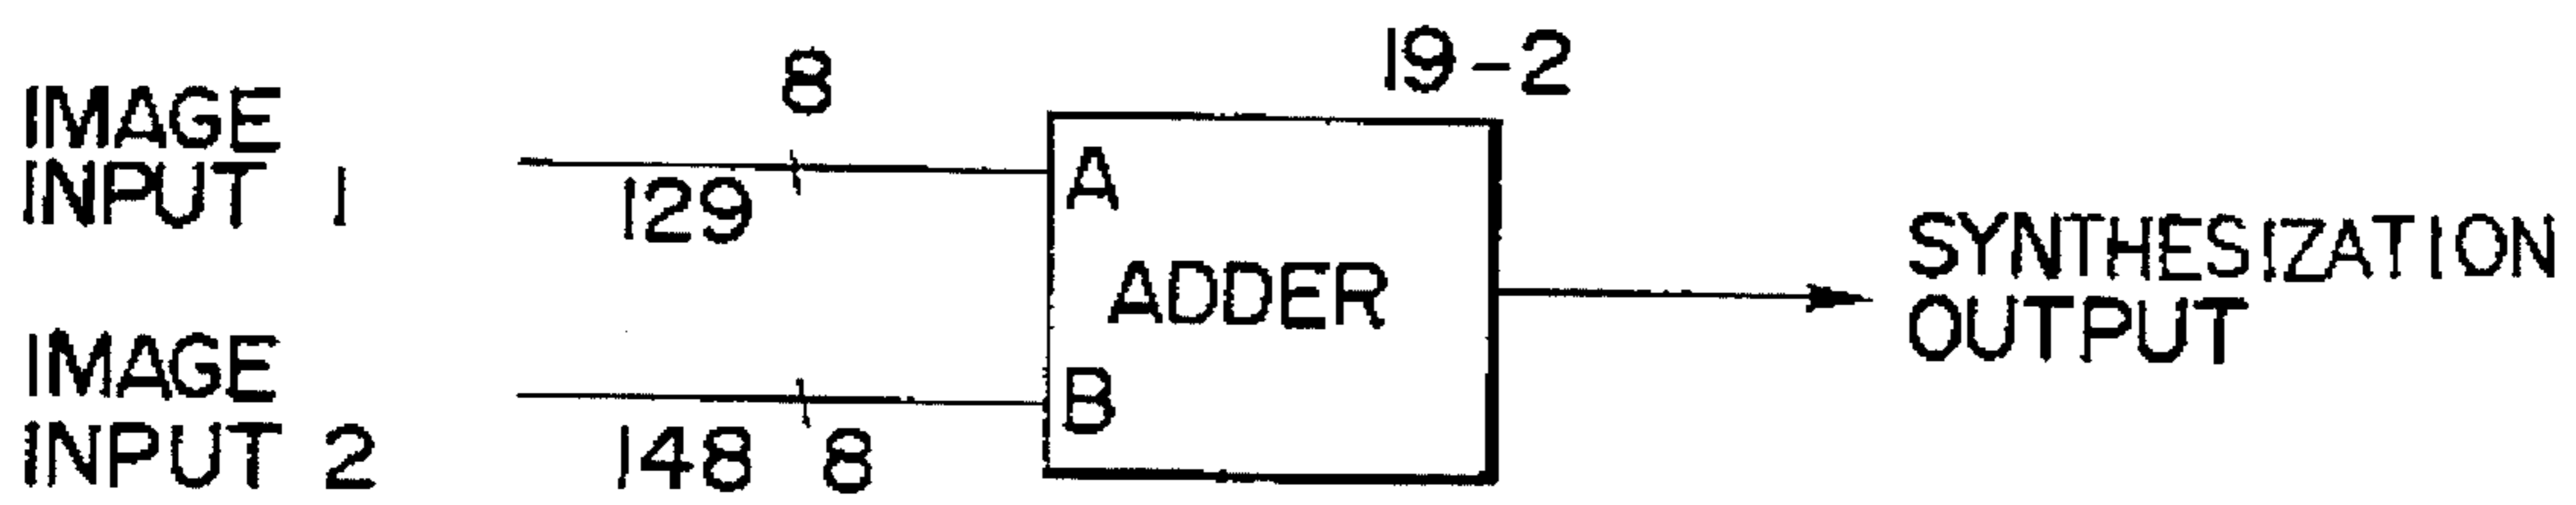 IMAGE
INPUT 1
8
129
19-2
A
ADDER
B
SYNTHESIZATION
OUTPUT
IMAGE
INPUT 2
148
8